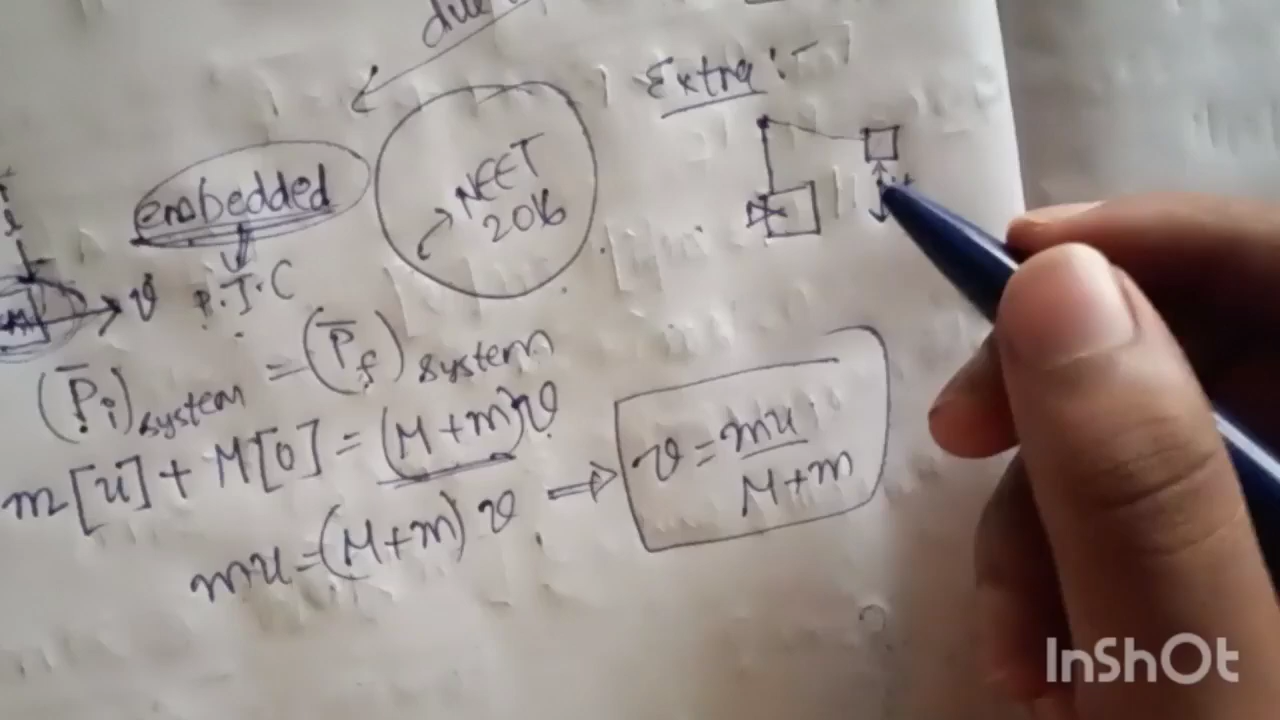 Extra :-
NEET
2016
embedded
P.I.C
v
M
(P̄i)system = (P̄f)system
m[u] + M[0] = (M+m)v
mu = (M+m) v ⇒ v = mu / M+m
InShOt